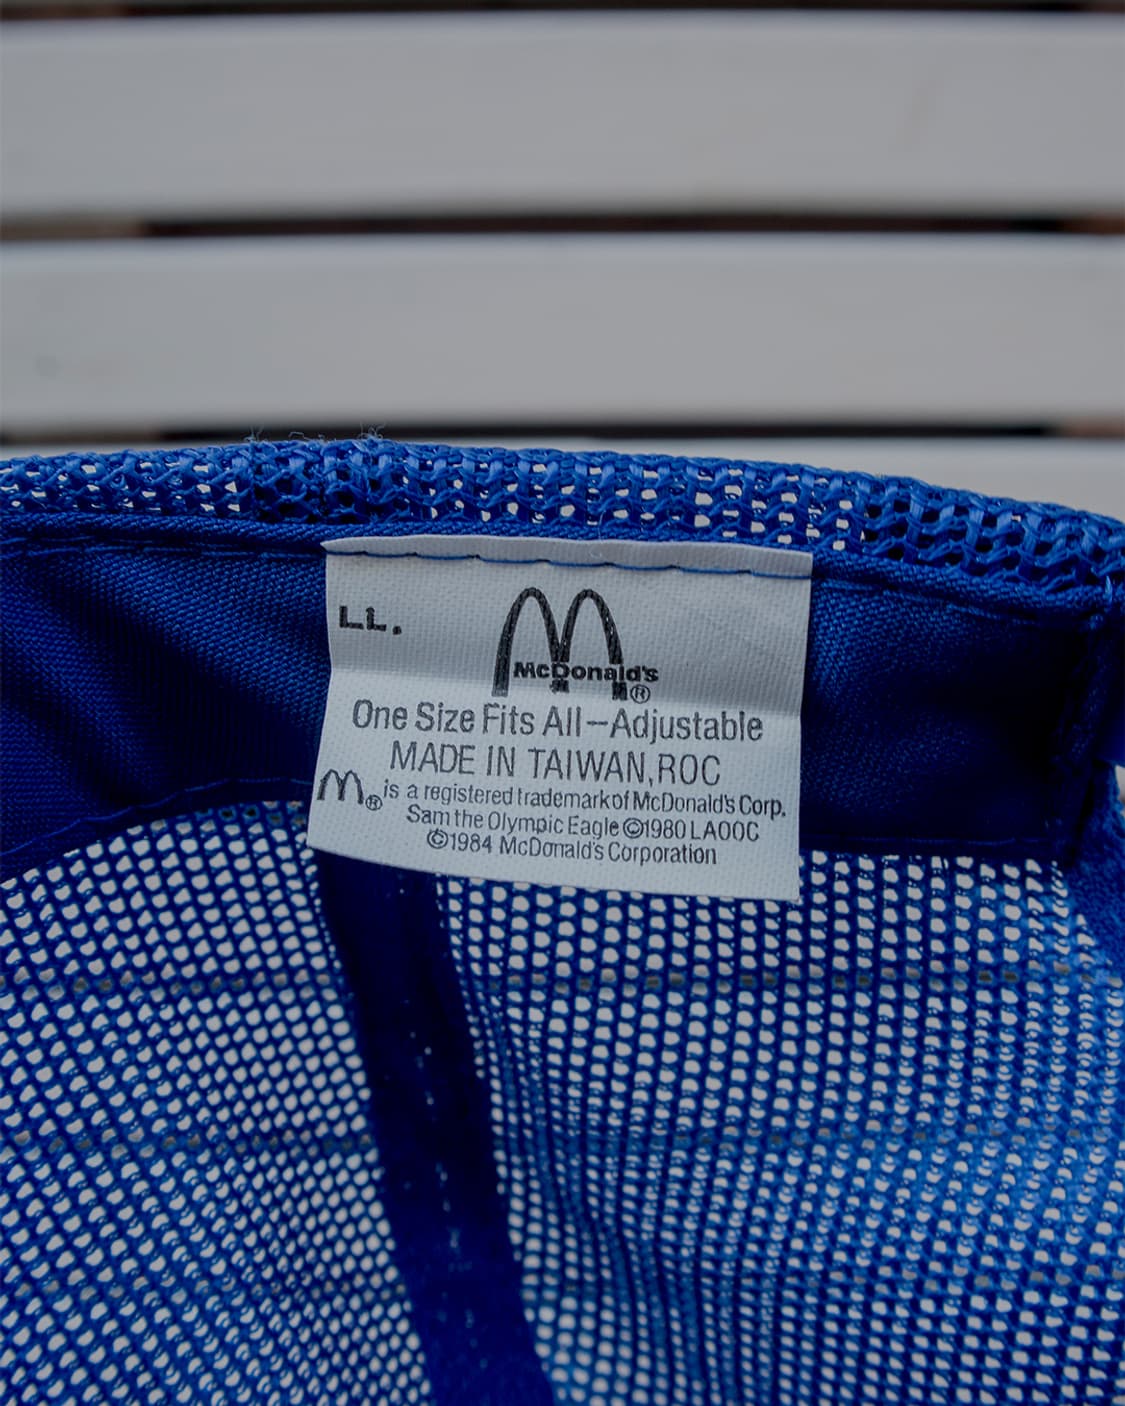 LL.
McDonald's®
One Size Fits All-Adjustable
MADE IN TAIWAN, ROC
® is a registered trademark of McDonald's Corp.
Sam the Olympic Eagle ©1980 LAOOC
©1984 McDonald's Corporation